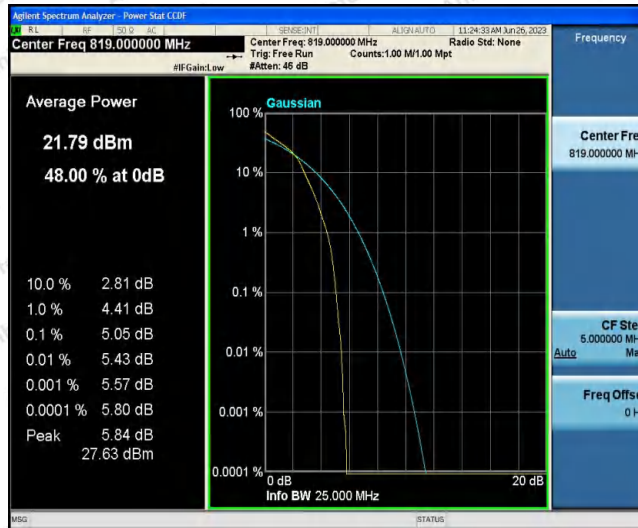 Agilent Spectrum Analyzer - Power Stat CCDF
RL RF 50 Ω AC SENSE:INT ALIGN AUTO 11:24:33 AM Jun 26, 2023
Center Freq 819.000000 MHz
Center Freq: 819.000000 MHz Radio Std: None
Trig: Free Run Counts:1.00 M/1.00 Mpt
#IFGain:Low #Atten: 46 dB
Frequency
Average Power
21.79 dBm
48.00 % at 0dB
10.0 % 2.81 dB
1.0 % 4.41 dB
0.1 % 5.05 dB
0.01 % 5.43 dB
0.001 % 5.57 dB
0.0001 % 5.80 dB
Peak 5.84 dB
27.63 dBm
Gaussian
100 %
10 %
1 %
0.1 %
0.01 %
0.001 %
0.0001 %
0 dB 20 dB
Info BW 25.000 MHz
Center Fre
819.000000 MH
CF Ste
5.000000 MH
Auto Ma
Freq Offse
0 H
MSG STATUS